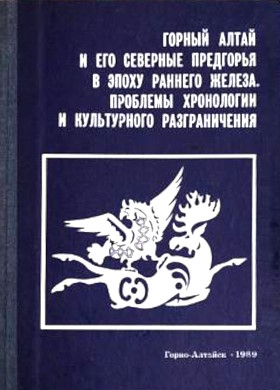 ГОРНЫЙ АЛТАЙ
И ЕГО СЕВЕРНЫЕ ПРЕДГОРЬЯ
В ЭПОХУ РАННЕГО ЖЕЛЕЗА.
ПРОБЛЕМЫ ХРОНОЛОГИИ
И КУЛЬТУРНОГО РАЗГРАНИЧЕНИЯ
Горно-Алтайск · 1989